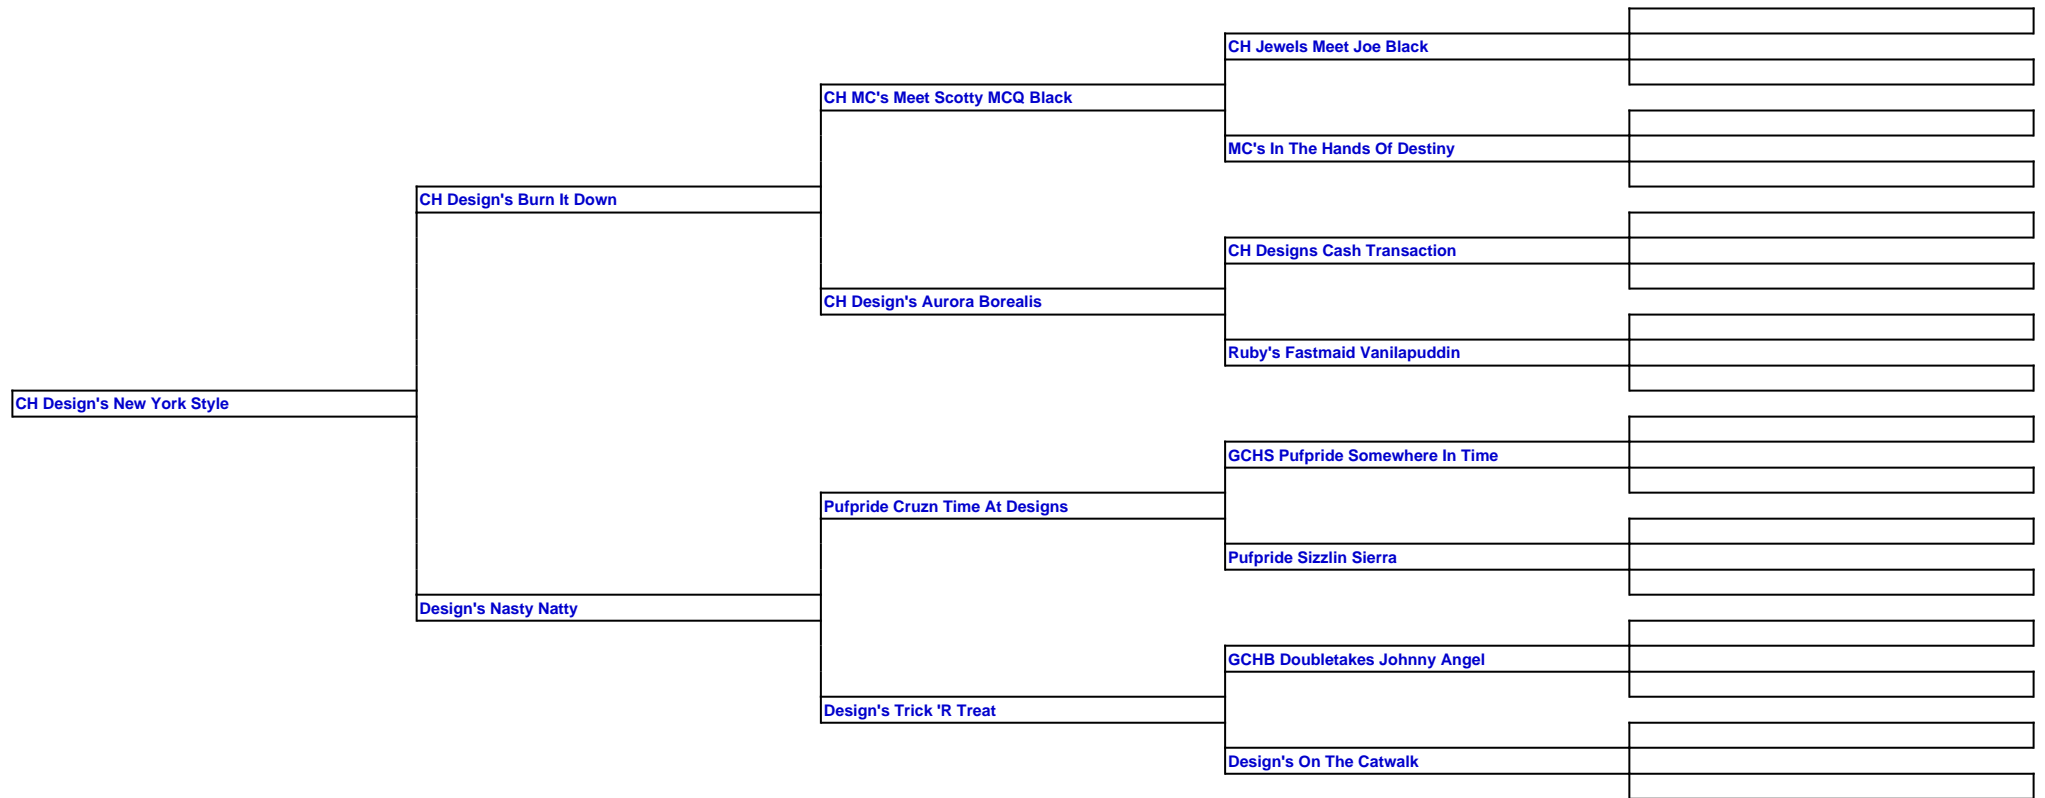 CH Jewels Meet Joe Black
CH MC's Meet Scotty MCQ Black
MC's In The Hands Of Destiny
CH Design's Burn It Down
CH Designs Cash Transaction
CH Design's Aurora Borealis
Ruby's Fastmaid Vanilapuddin
CH Design's New York Style
GCHS Pufpride Somewhere In Time
Pufpride Cruzn Time At Designs
Pufpride Sizzlin Sierra
Design's Nasty Natty
GCHB Doubletakes Johnny Angel
Design's Trick 'R Treat
Design's On The Catwalk